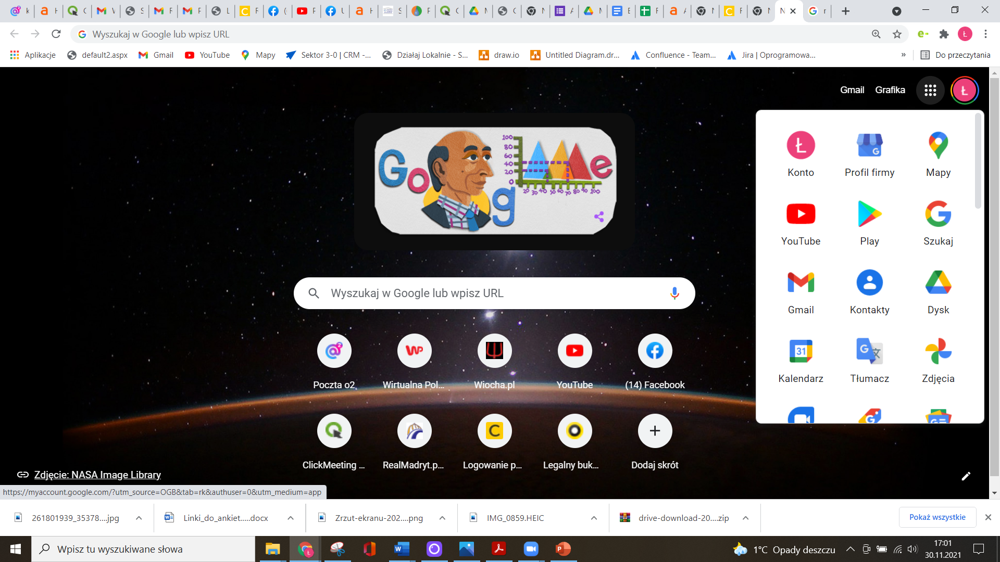 Wyszukaj w Google lub wpisz URL
Aplikacje default2.aspx Gmail YouTube Mapy Sektor 3-0 | CRM -... Działaj Lokalnie - S... draw.io Untitled Diagram.dr... Confluence - Team... Jira | Oprogramowa... » Do przeczytania
Gmail Grafika Ł
Google
100
80
60
40
20
0
20 30 40 50 60 70 80 90 100
Ł
Konto Profil firmy Mapy
YouTube Play Szukaj
Gmail Kontakty Dysk
31
Kalendarz Tłumacz Zdjęcia
Wyszukaj w Google lub wpisz URL
Poczta o2 Wirtualna Pol... Wiocha.pl YouTube (14) Facebook
ClickMeeting ... RealMadryt.p... Logowanie p... Legalny buk... Dodaj skrót
Zdjęcie: NASA Image Library
https://myaccount.google.com/?utm_source=OGB&tab=rk&authuser=0&utm_medium=app
261801939_35378....jpg Linki_do_ankiet.....docx Zrzut-ekranu-202....png IMG_0859.HEIC drive-download-20....zip Pokaż wszystkie
Wpisz tu wyszukiwane słowa
1°C Opady deszczu
17:01
30.11.2021